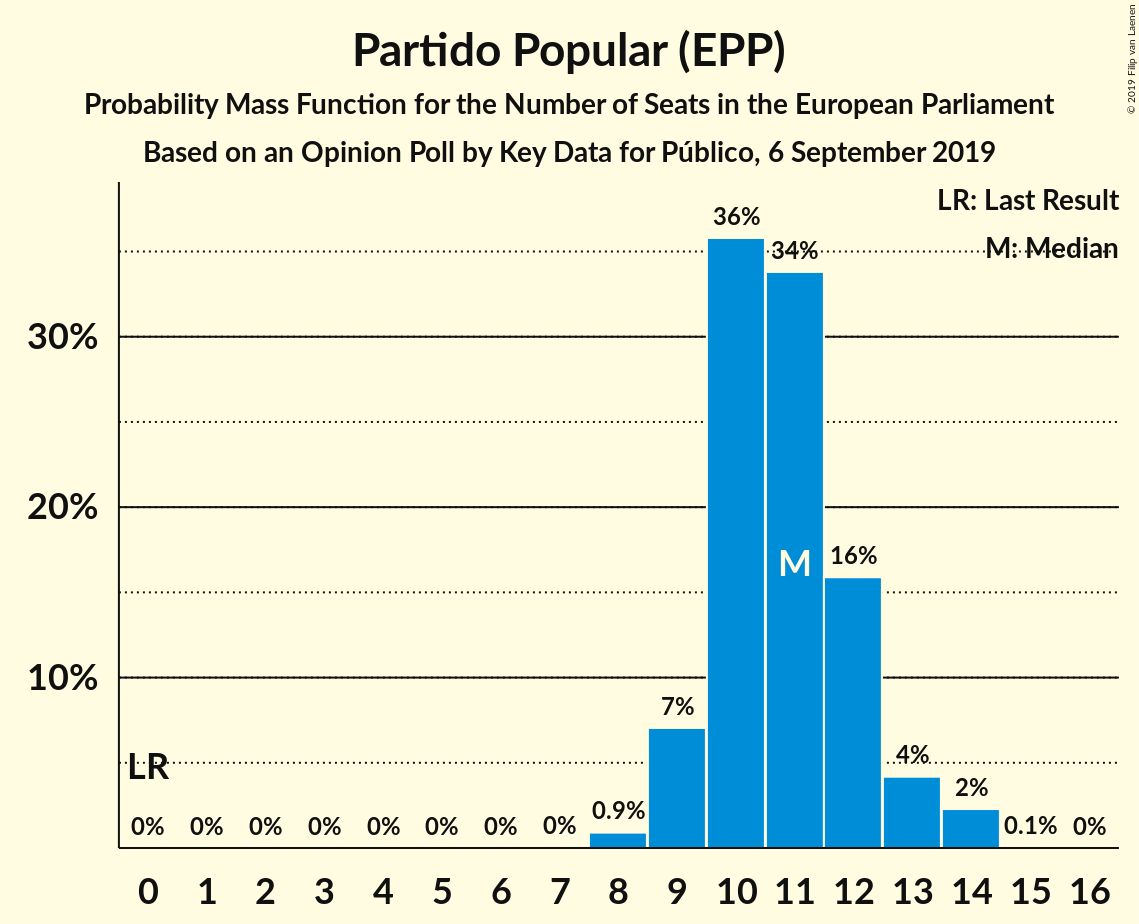 Partido Popular (EPP)
Probability Mass Function for the Number of Seats in the European Parliament
Based on an Opinion Poll by Key Data for Público, 6 September 2019
© 2019 Filip van Laenen
LR: Last Result
M: Median
30%
20%
10%
LR
M
0% 0% 0% 0% 0% 0% 0% 0% 0.9% 7% 36% 34% 16% 4% 2% 0.1% 0%
0 1 2 3 4 5 6 7 8 9 10 11 12 13 14 15 16